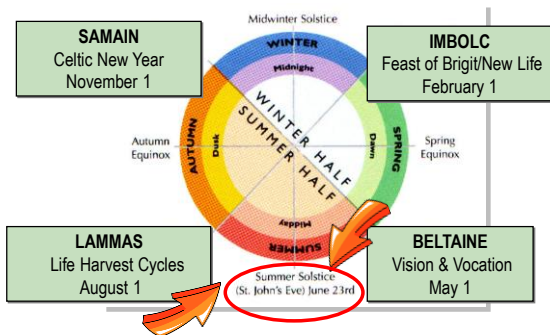 Midwinter Solstice
SAMAIN
Celtic New Year
November 1
IMBOLC
Feast of Brigit/New Life
February 1
WINTER
Midnight
WINTER HALF
SUMMER HALF
AUTUMN
Dusk
Dawn
SPRING
Autumn
Equinox
Spring
Equinox
Midday
SUMMER
LAMMAS
Life Harvest Cycles
August 1
BELTAINE
Vision & Vocation
May 1
Summer Solstice
(St. John's Eve) June 23rd